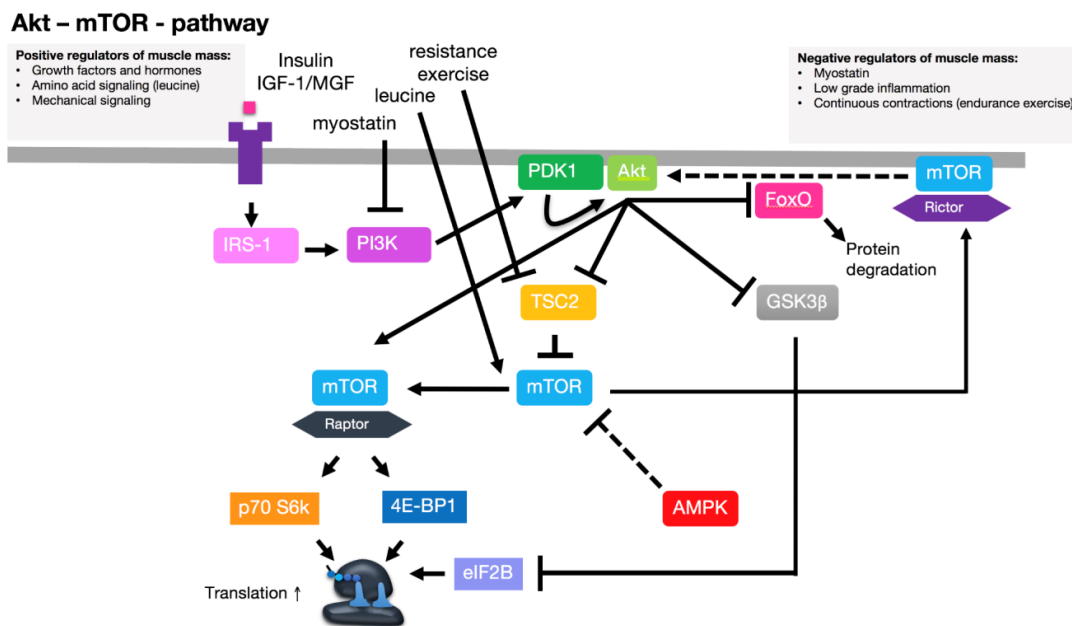 Akt – mTOR - pathway
Positive regulators of muscle mass:
• Growth factors and hormones
• Amino acid signaling (leucine)
• Mechanical signaling
Insulin
IGF-1/MGF
resistance
exercise
leucine
myostatin
Negative regulators of muscle mass:
• Myostatin
• Low grade inflammation
• Continuous contractions (endurance exercise)
PDK1
Akt
mTOR
FoxO
Rictor
IRS-1
PI3K
Protein
degradation
TSC2
GSK3β
mTOR
mTOR
Raptor
p70 S6k
4E-BP1
AMPK
eIF2B
Translation ↑